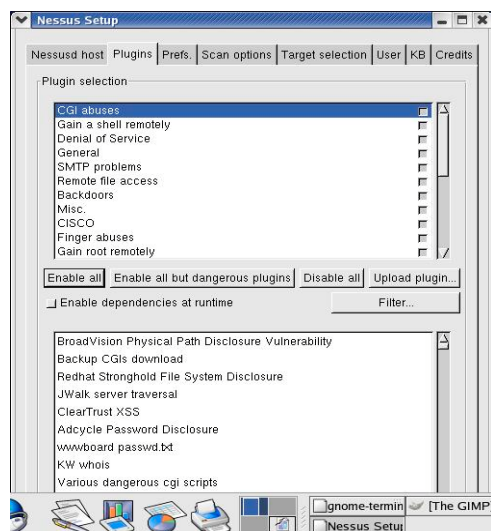 Nessus Setup
Nessusd host Plugins Prefs. Scan options Target selection User KB Credits
Plugin selection
CGI abuses
Gain a shell remotely
Denial of Service
General
SMTP problems
Remote file access
Backdoors
Misc.
CISCO
Finger abuses
Gain root remotely
Enable all Enable all but dangerous plugins Disable all Upload plugin...
Enable dependencies at runtime Filter...
BroadVision Physical Path Disclosure Vulnerability
Backup CGIs download
Redhat Stronghold File System Disclosure
JWalk server traversal
ClearTrust XSS
Adcycle Password Disclosure
wwwboard passwd.txt
KW whois
Various dangerous cgi scripts
gnome-termin [The GIMP
Nessus Setup